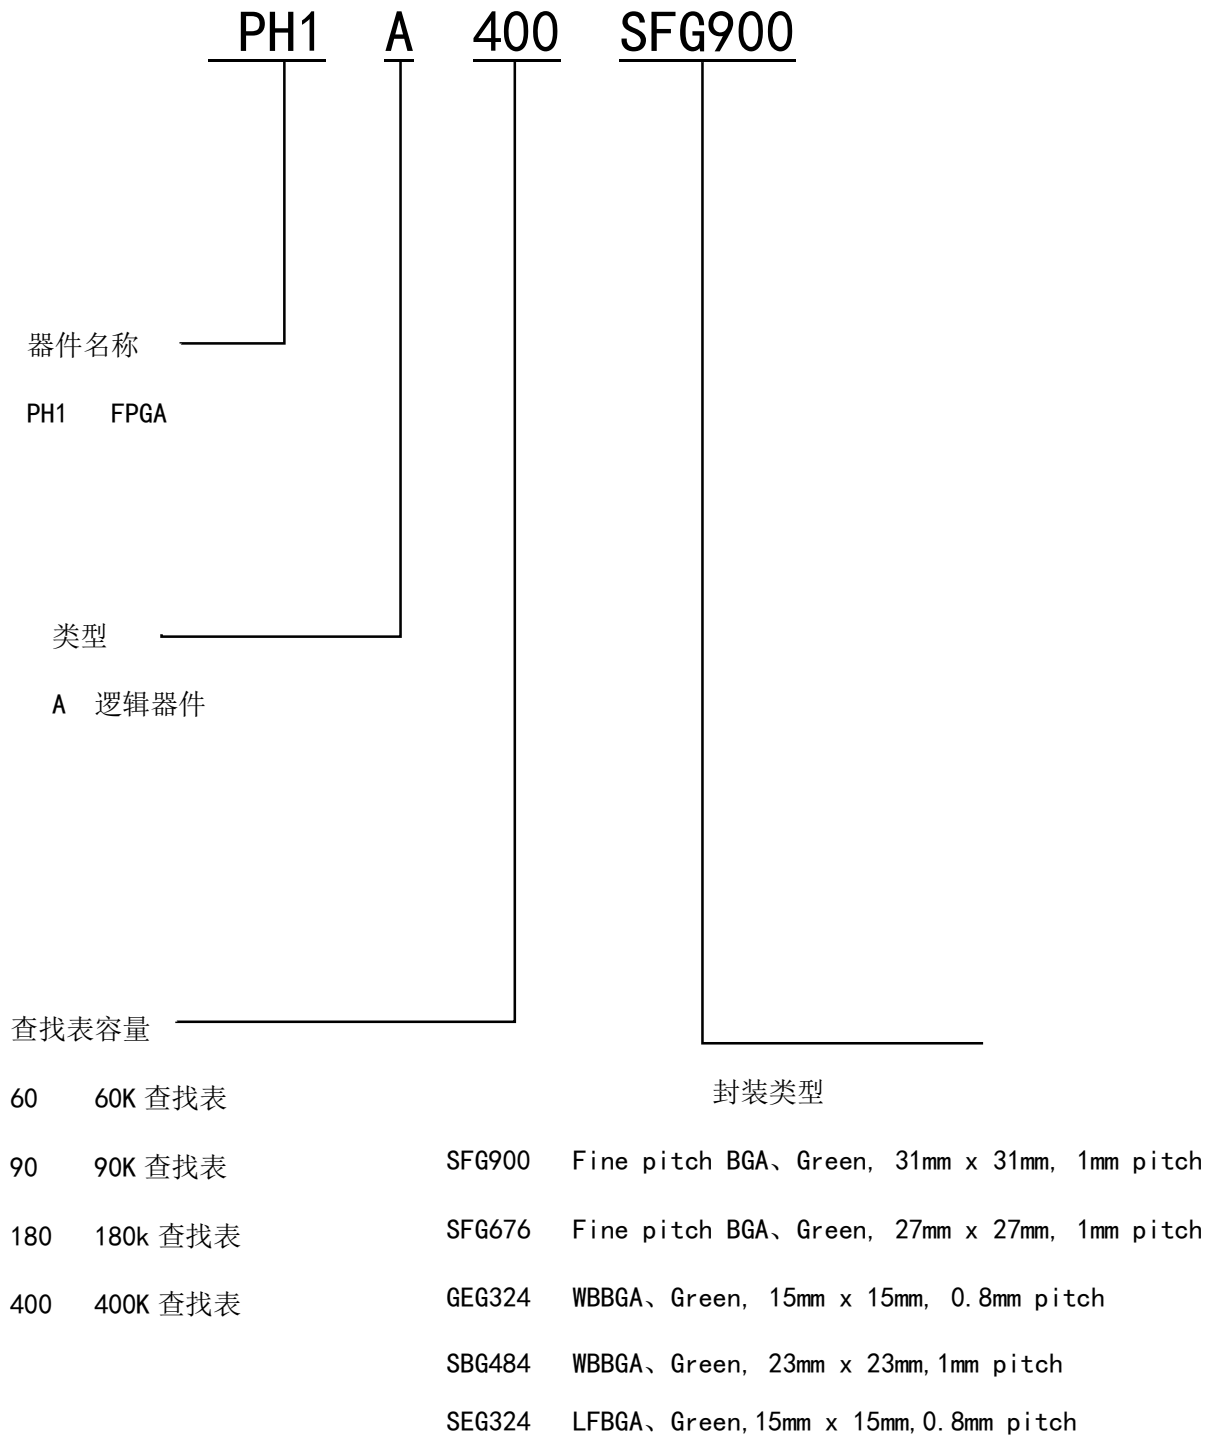 PH1 A 400 SFG900
器件名称
PH1 FPGA
类型
A 逻辑器件
查找表容量
60 60K 查找表
90 90K 查找表
180 180k 查找表
400 400K 查找表
封装类型
SFG900 Fine pitch BGA、Green, 31mm x 31mm, 1mm pitch
SFG676 Fine pitch BGA、Green, 27mm x 27mm, 1mm pitch
GEG324 WBBGA、Green, 15mm x 15mm, 0.8mm pitch
SBG484 WBBGA、Green, 23mm x 23mm,1mm pitch
SEG324 LFBGA、Green,15mm x 15mm,0.8mm pitch